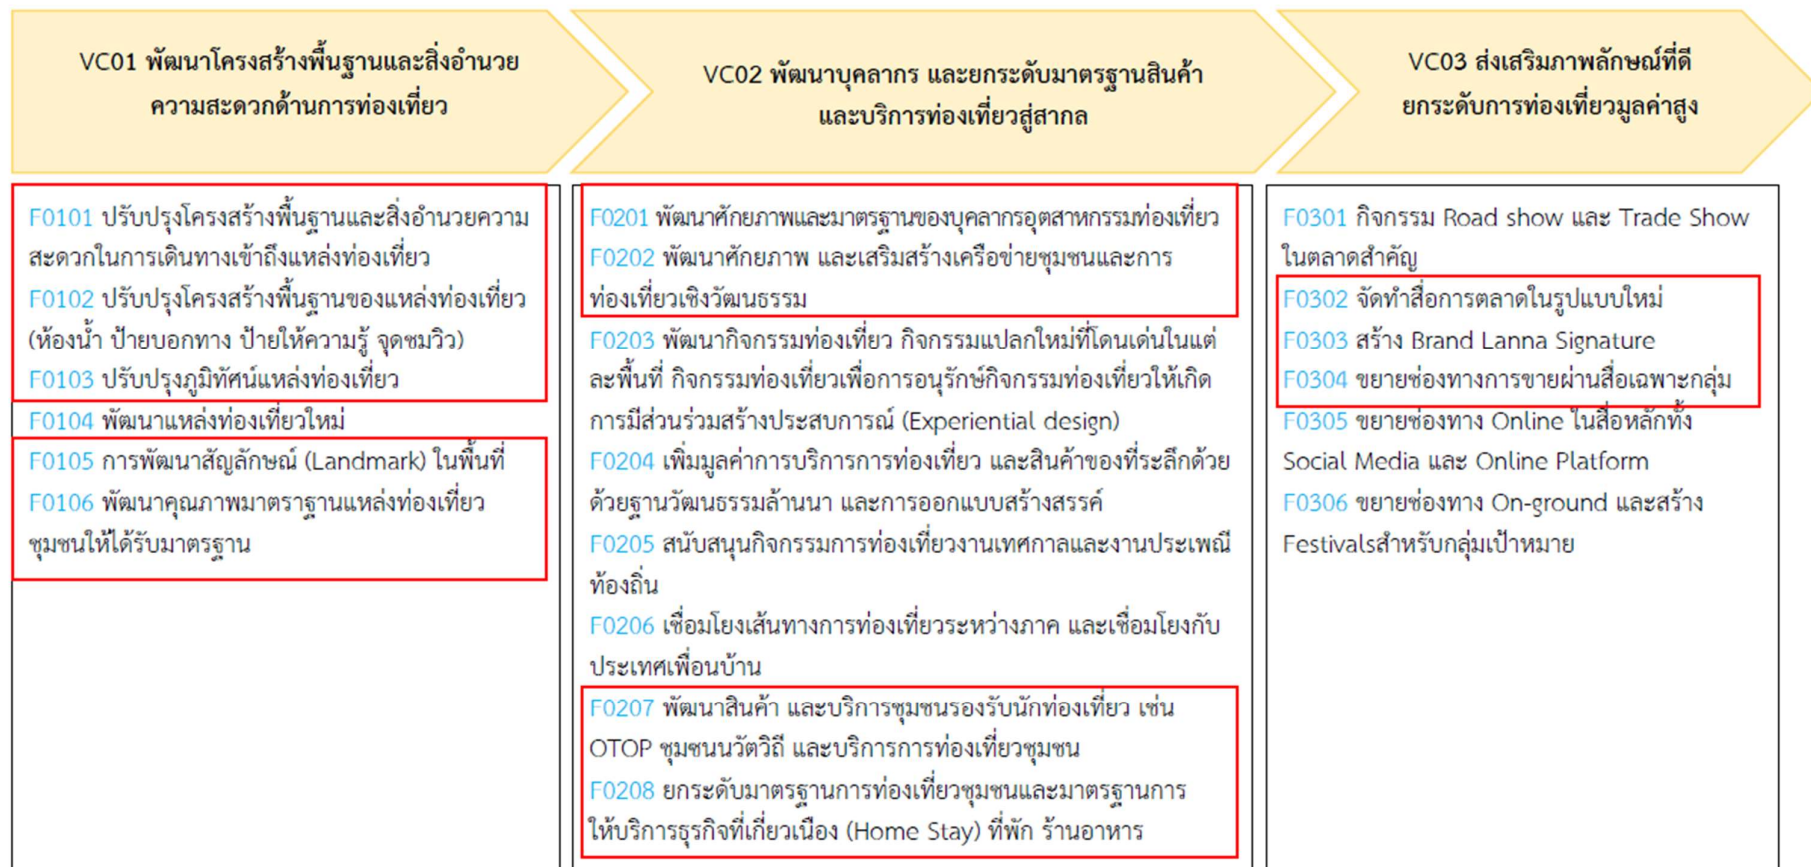 VC01 พัฒนาโครงสร้างพื้นฐานและสิ่งอำนวย
ความสะดวกด้านการท่องเที่ยว
VC02 พัฒนาบุคลากร และยกระดับมาตรฐานสินค้า
และบริการท่องเที่ยวสู่สากล
VC03 ส่งเสริมภาพลักษณ์ที่ดี
ยกระดับการท่องเที่ยวมูลค่าสูง
F0101 ปรับปรุงโครงสร้างพื้นฐานและสิ่งอำนวยความ
สะดวกในการเดินทางเข้าถึงแหล่งท่องเที่ยว
F0102 ปรับปรุงโครงสร้างพื้นฐานของแหล่งท่องเที่ยว
(ห้องน้ำ ป้ายบอกทาง ป้ายให้ความรู้ จุดชมวิว)
F0103 ปรับปรุงภูมิทัศน์แหล่งท่องเที่ยว
F0104 พัฒนาแหล่งท่องเที่ยวใหม่
F0105 การพัฒนาสัญลักษณ์ (Landmark) ในพื้นที่
F0106 พัฒนาคุณภาพมาตราฐานแหล่งท่องเที่ยว
ชุมชนให้ได้รับมาตรฐาน
F0201 พัฒนาศักยภาพและมาตรฐานของบุคลากรอุตสาหกรรมท่องเที่ยว
F0202 พัฒนาศักยภาพ และเสริมสร้างเครือข่ายชุมชนและการ
ท่องเที่ยวเชิงวัฒนธรรม
F0203 พัฒนากิจกรรมท่องเที่ยว กิจกรรมแปลกใหม่ที่โดนเด่นในแต่
ละพื้นที่ กิจกรรมท่องเที่ยวเพื่อการอนุรักษ์กิจกรรมท่องเที่ยวให้เกิด
การมีส่วนร่วมสร้างประสบการณ์ (Experiential design)
F0204 เพิ่มมูลค่าการบริการการท่องเที่ยว และสินค้าของที่ระลึกด้วย
ด้วยฐานวัฒนธรรมล้านนา และการออกแบบสร้างสรรค์
F0205 สนับสนุนกิจกรรมการท่องเที่ยวงานเทศกาลและงานประเพณี
ท้องถิ่น
F0206 เชื่อมโยงเส้นทางการท่องเที่ยวระหว่างภาค และเชื่อมโยงกับ
ประเทศเพื่อนบ้าน
F0207 พัฒนาสินค้า และบริการชุมชนรองรับนักท่องเที่ยว เช่น
OTOP ชุมชนนวัตวิถี และบริการการท่องเที่ยวชุมชน
F0208 ยกระดับมาตรฐานการท่องเที่ยวชุมชนและมาตรฐานการ
ให้บริการธุรกิจที่เกี่ยวเนื่อง (Home Stay) ที่พัก ร้านอาหาร
F0301 กิจกรรม Road show และ Trade Show
ในตลาดสำคัญ
F0302 จัดทำสื่อการตลาดในรูปแบบใหม่
F0303 สร้าง Brand Lanna Signature
F0304 ขยายช่องทางการขายผ่านสื่อเฉพาะกลุ่ม
F0305 ขยายช่องทาง Online ในสื่อหลักทั้ง
Social Media และ Online Platform
F0306 ขยายช่องทาง On-ground และสร้าง
Festivalsสำหรับกลุ่มเป้าหมาย